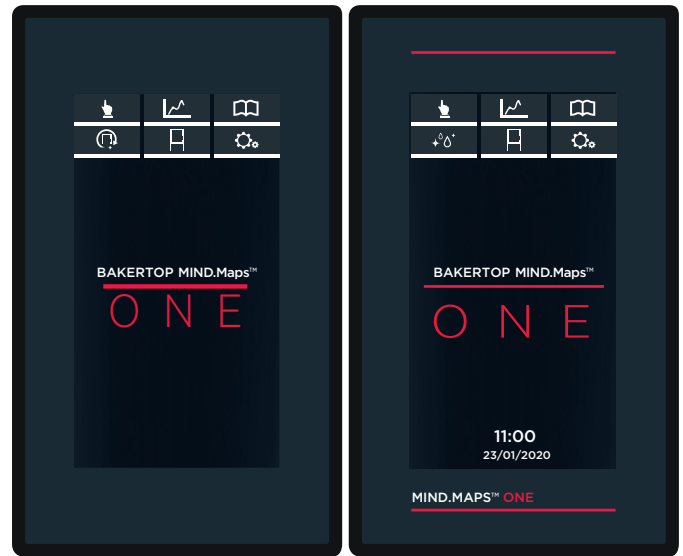 BAKERTOP MIND.Maps™
ONE
BAKERTOP MIND.Maps™
ONE
11:00
23/01/2020
MIND.MAPS™ ONE